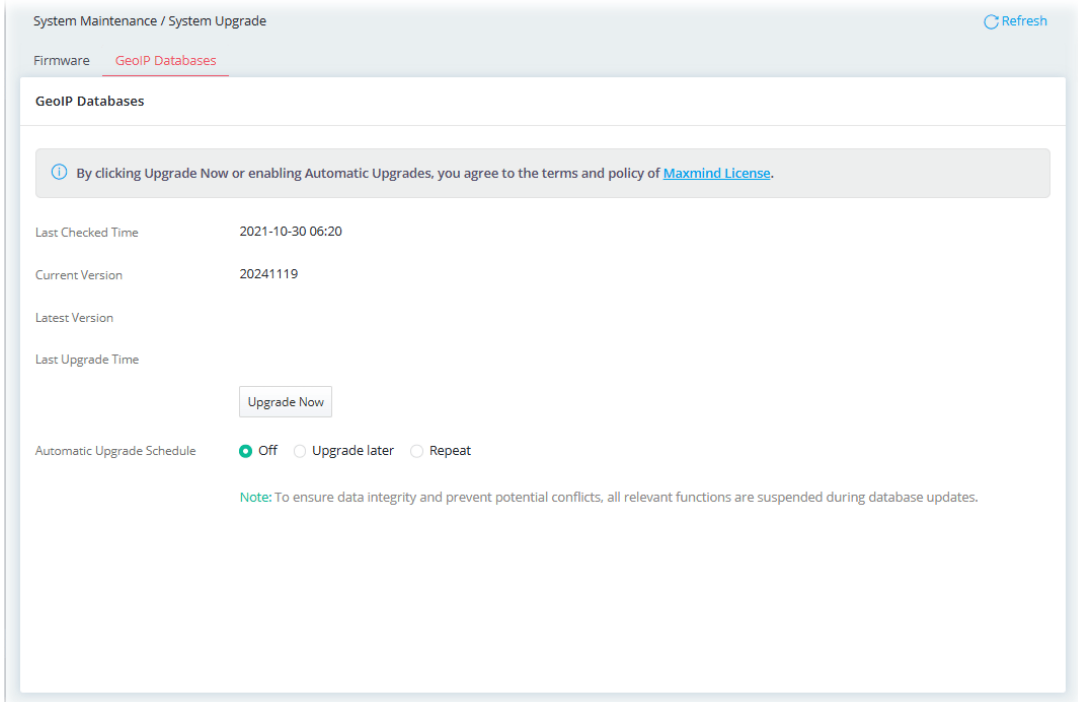 System Maintenance / System Upgrade
Refresh
Firmware
GeoIP Databases
GeoIP Databases
By clicking Upgrade Now or enabling Automatic Upgrades, you agree to the terms and policy of Maxmind License.
Last Checked Time 2021-10-30 06:20
Current Version 20241119
Latest Version
Last Upgrade Time
Upgrade Now
Automatic Upgrade Schedule Off Upgrade later Repeat
Note: To ensure data integrity and prevent potential conflicts, all relevant functions are suspended during database updates.